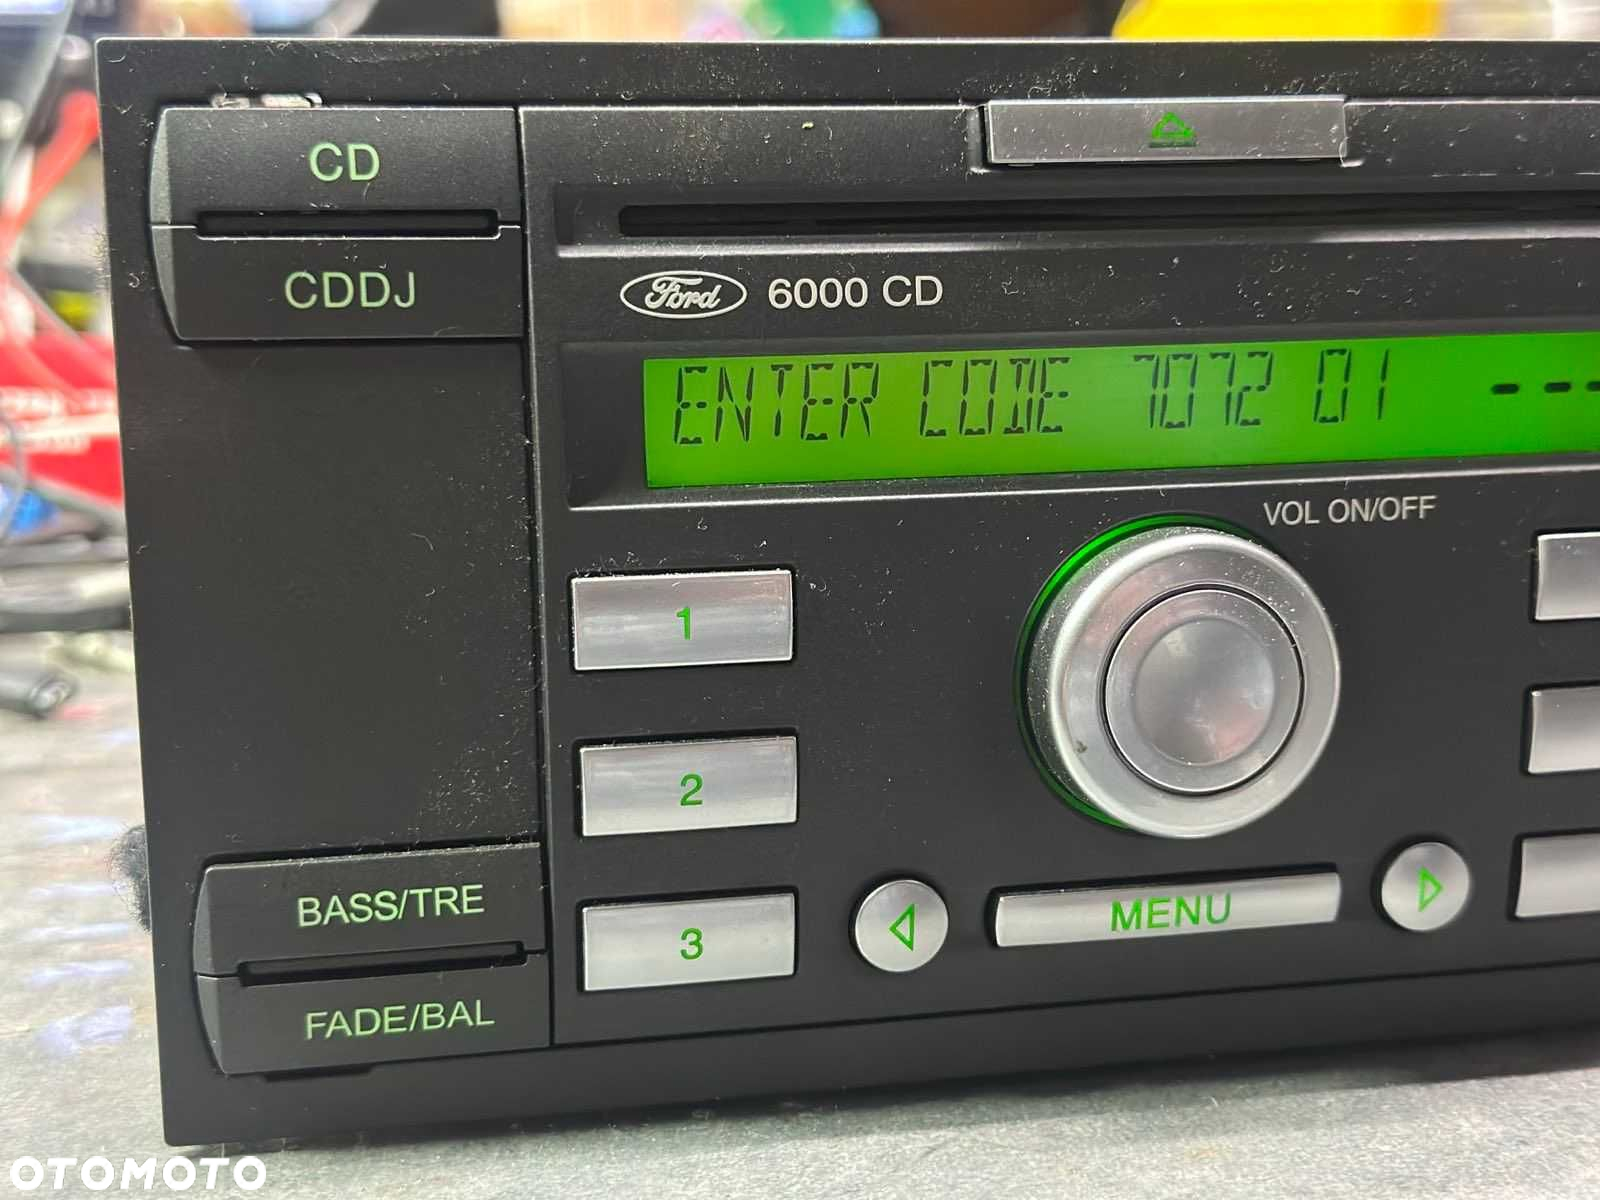 CD
CDDJ
Ford 6000 CD
ENTER CODE 7072 01 ---
VOL ON/OFF
1
2
3
MENU
BASS/TRE
FADE/BAL
OTOMOTO